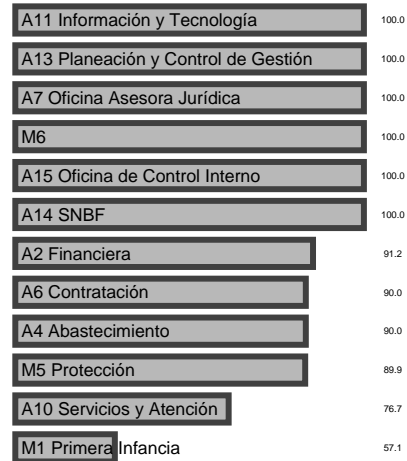 A11 Información y Tecnología 100.0
A13 Planeación y Control de Gestión 100.0
A7 Oficina Asesora Jurídica 100.0
M6 100.0
A15 Oficina de Control Interno 100.0
A14 SNBF 100.0
A2 Financiera 91.2
A6 Contratación 90.0
A4 Abastecimiento 90.0
M5 Protección 89.9
A10 Servicios y Atención 76.7
M1 Primera Infancia 57.1